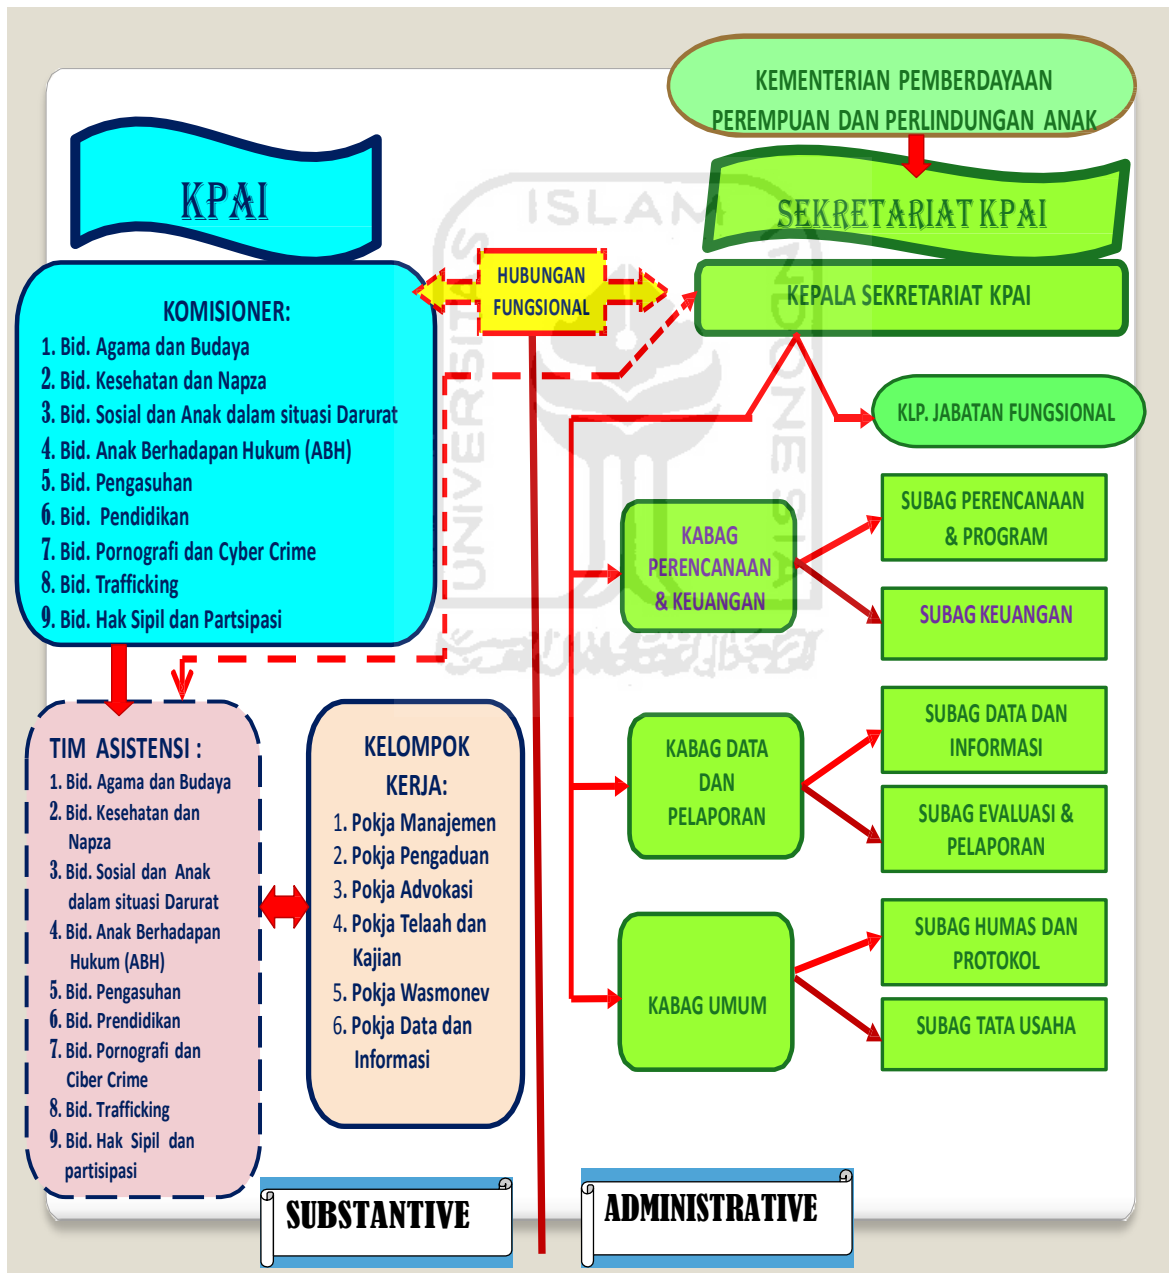 KEMENTERIAN PEMBERDAYAAN
PEREMPUAN DAN PERLINDUNGAN ANAK
KPAI
SEKRETARIAT KPAI
HUBUNGAN
FUNGSIONAL
KEPALA SEKRETARIAT KPAI
KOMISIONER:
1. Bid. Agama dan Budaya
2. Bid. Kesehatan dan Napza
3. Bid. Sosial dan Anak dalam situasi Darurat
4. Bid. Anak Berhadapan Hukum (ABH)
5. Bid. Pengasuhan
6. Bid. Pendidikan
7. Bid. Pornografi dan Cyber Crime
8. Bid. Trafficking
9. Bid. Hak Sipil dan Partsipasi
KLP. JABATAN FUNGSIONAL
KABAG
PERENCANAAN
& KEUANGAN
SUBAG PERENCANAAN
& PROGRAM
SUBAG KEUANGAN
KABAG DATA
DAN
PELAPORAN
SUBAG DATA DAN
INFORMASI
SUBAG EVALUASI &
PELAPORAN
KABAG UMUM
SUBAG HUMAS DAN
PROTOKOL
SUBAG TATA USAHA
TIM ASISTENSI :
1. Bid. Agama dan Budaya
2. Bid. Kesehatan dan
Napza
3. Bid. Sosial dan Anak
dalam situasi Darurat
4. Bid. Anak Berhadapan
Hukum (ABH)
5. Bid. Pengasuhan
6. Bid. Prendidikan
7. Bid. Pornografi dan
Ciber Crime
8. Bid. Trafficking
9. Bid. Hak Sipil dan
partisipasi
KELOMPOK
KERJA:
1. Pokja Manajemen
2. Pokja Pengaduan
3. Pokja Advokasi
4. Pokja Telaah dan
Kajian
5. Pokja Wasmonev
6. Pokja Data dan
Informasi
SUBSTANTIVE
ADMINISTRATIVE
UNIVERSITAS
ISLAM
INDONESIA